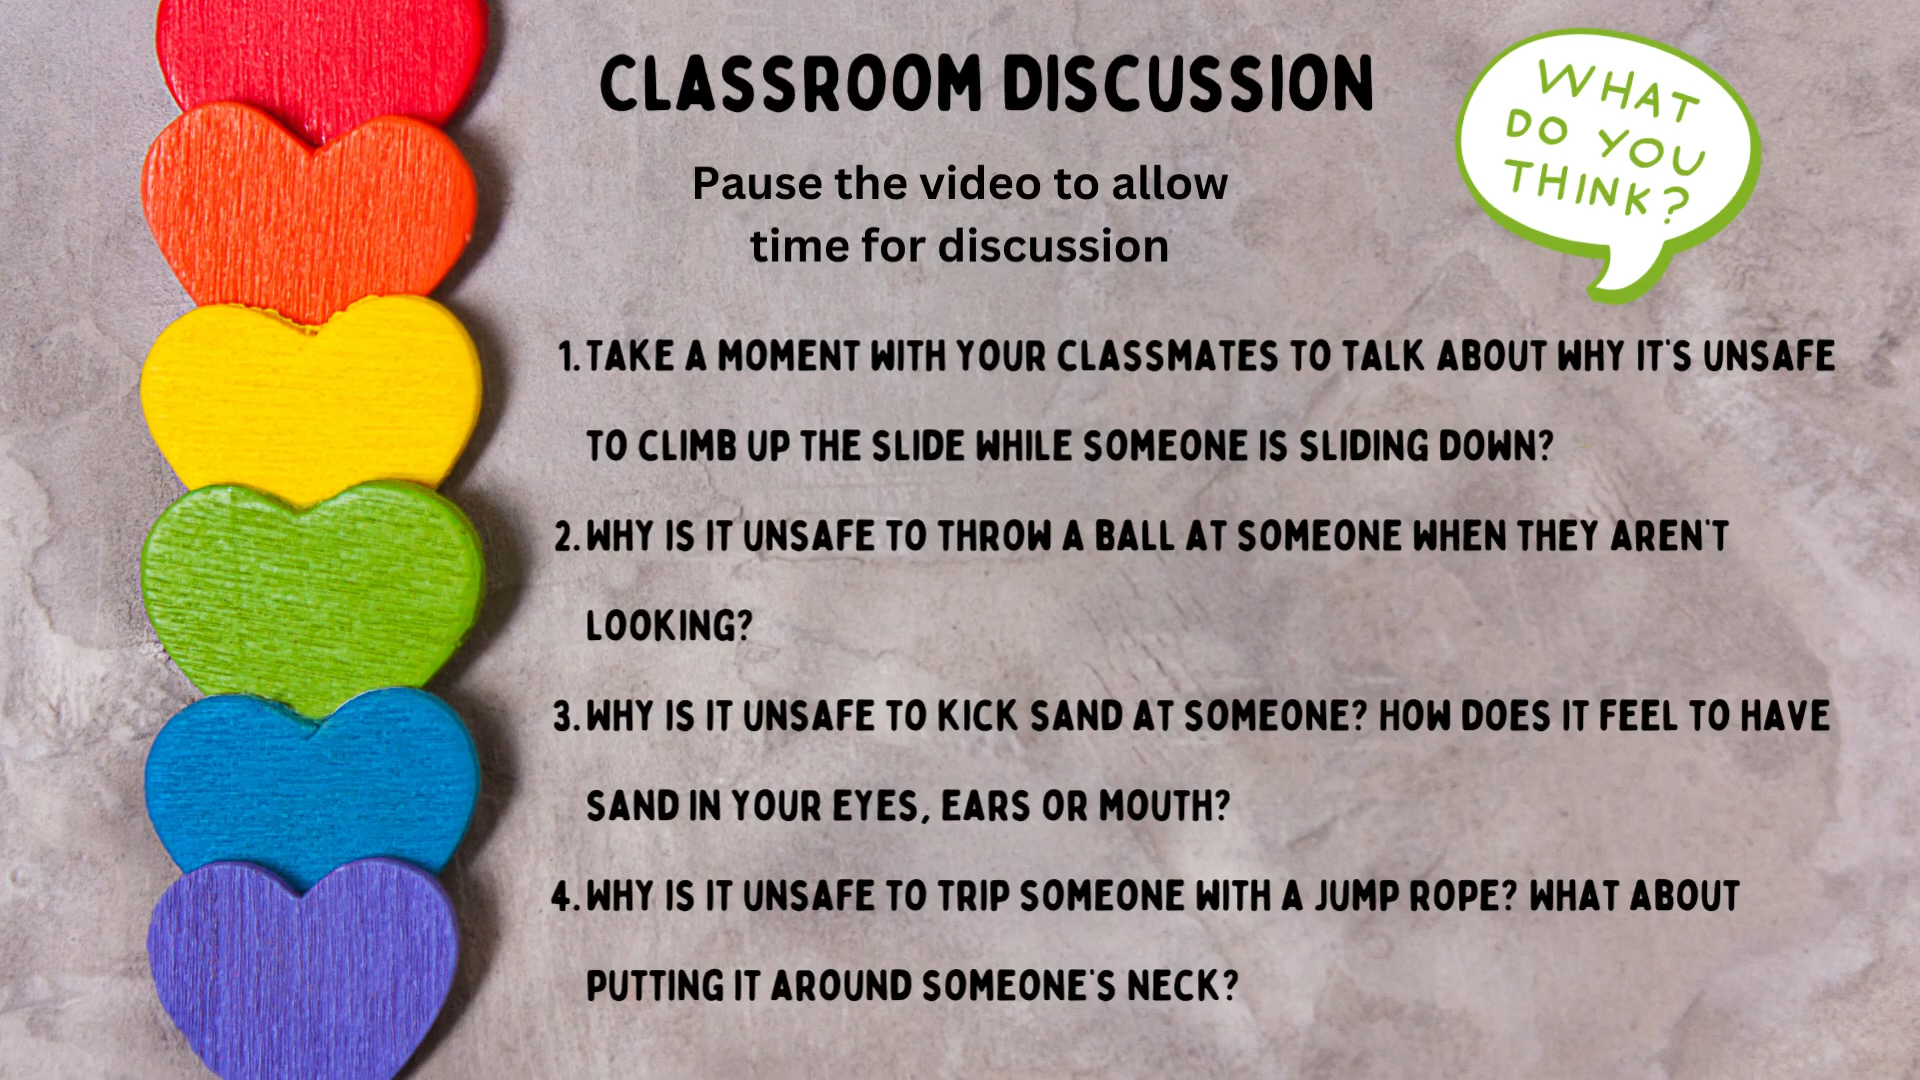 CLASSROOM DISCUSSION
WHAT
DO YOU
THINK?
Pause the video to allow
time for discussion
1. TAKE A MOMENT WITH YOUR CLASSMATES TO TALK ABOUT WHY IT'S UNSAFE
TO CLIMB UP THE SLIDE WHILE SOMEONE IS SLIDING DOWN?
2. WHY IS IT UNSAFE TO THROW A BALL AT SOMEONE WHEN THEY AREN'T
LOOKING?
3. WHY IS IT UNSAFE TO KICK SAND AT SOMEONE? HOW DOES IT FEEL TO HAVE
SAND IN YOUR EYES, EARS OR MOUTH?
4. WHY IS IT UNSAFE TO TRIP SOMEONE WITH A JUMP ROPE? WHAT ABOUT
PUTTING IT AROUND SOMEONE'S NECK?